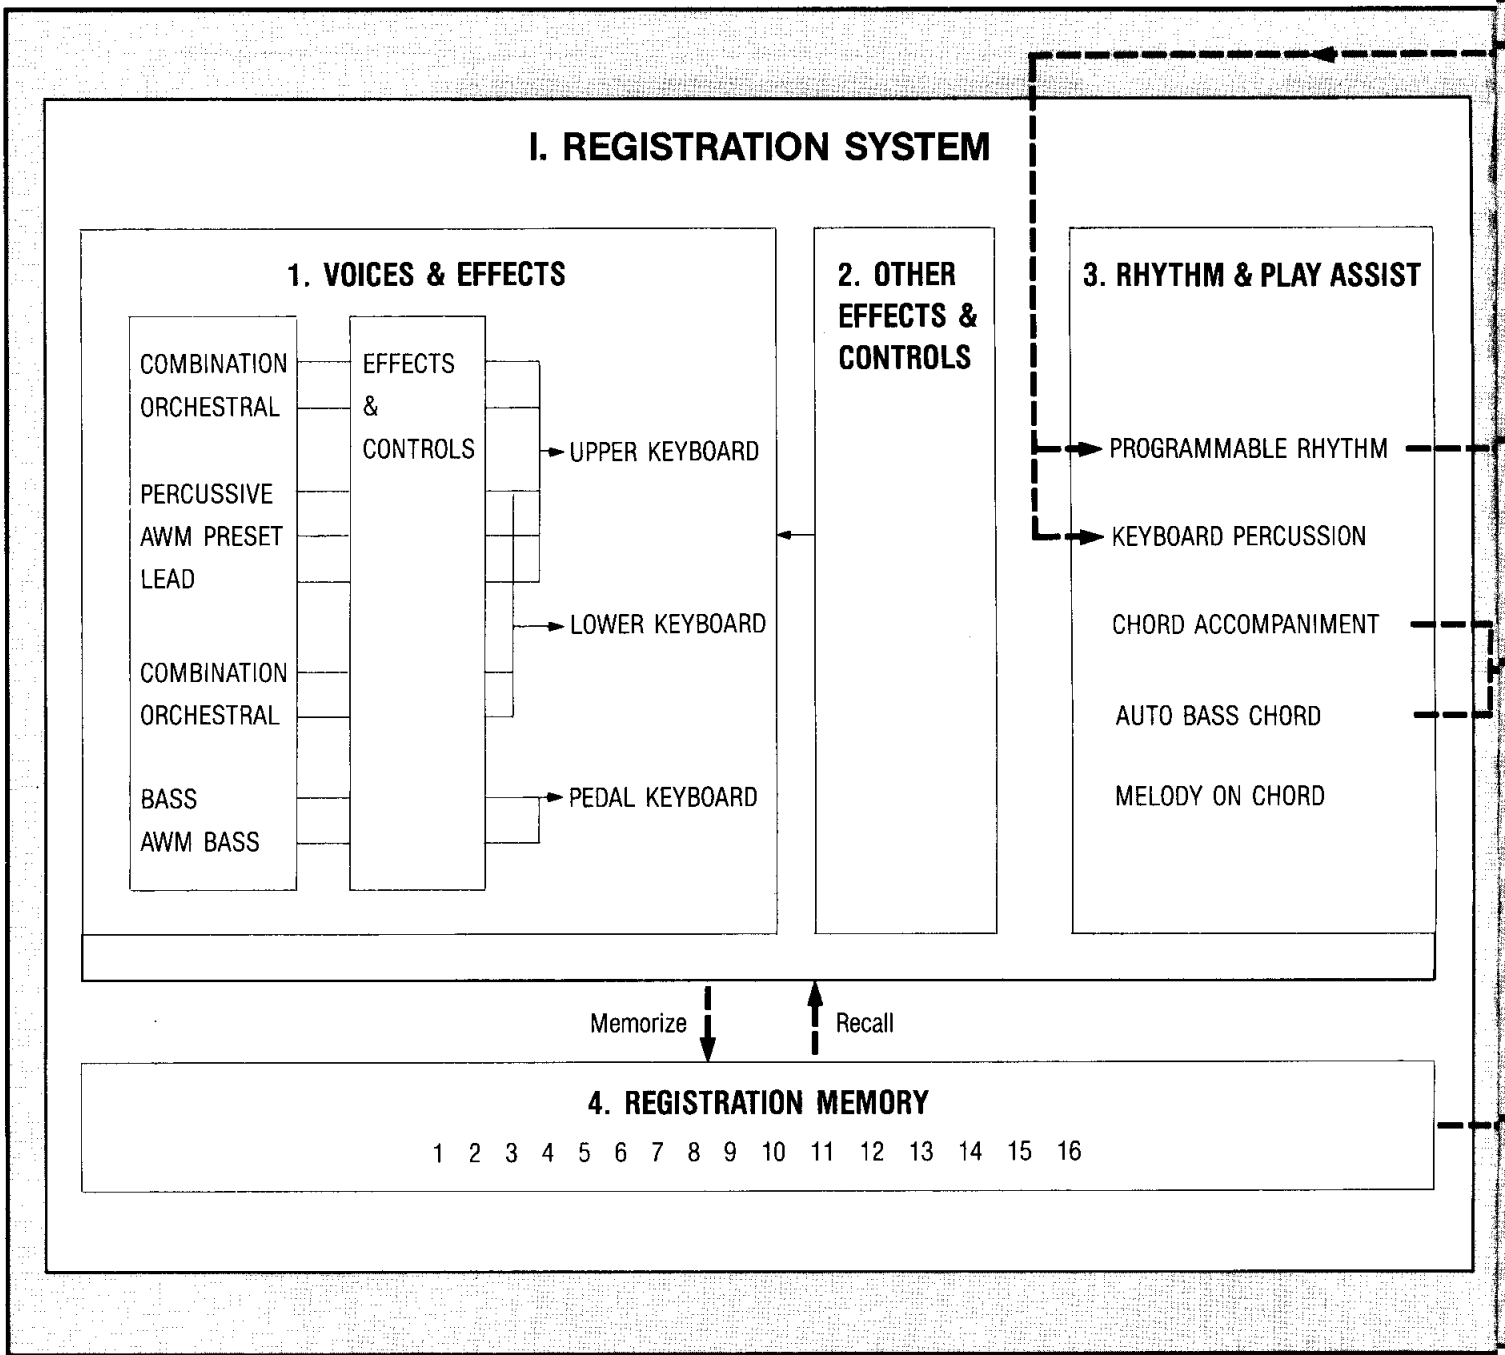 I. REGISTRATION SYSTEM
1. VOICES & EFFECTS
COMBINATION
ORCHESTRAL
PERCUSSIVE
AWM PRESET
LEAD
COMBINATION
ORCHESTRAL
BASS
AWM BASS
EFFECTS
&
CONTROLS
UPPER KEYBOARD
LOWER KEYBOARD
PEDAL KEYBOARD
2. OTHER
EFFECTS &
CONTROLS
3. RHYTHM & PLAY ASSIST
PROGRAMMABLE RHYTHM
KEYBOARD PERCUSSION
CHORD ACCOMPANIMENT
AUTO BASS CHORD
MELODY ON CHORD
Memorize
Recall
4. REGISTRATION MEMORY
1 2 3 4 5 6 7 8 9 10 11 12 13 14 15 16